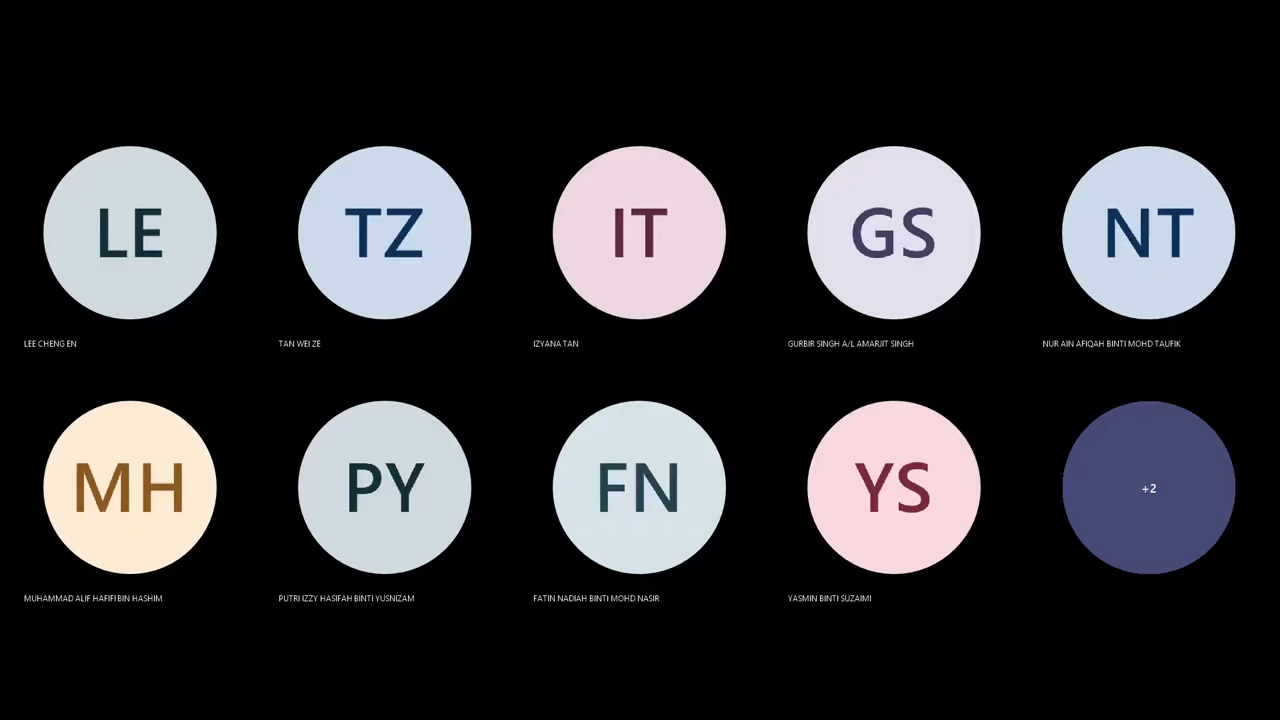 LE
TZ
IT
GS
NT
LEE CHENG EN
TAN WEI ZE
IZYANA TAN
GURBIR SINGH A/L AMARJIT SINGH
NUR AIN AFIQAH BINTI MOHD TAUFIK
MH
PY
FN
YS
+2
MUHAMMAD ALIF HAFIFI BIN HASHIM
PUTRI IZZY HASIFAH BINTI YUSNIZAM
FATIN NADIAH BINTI MOHD NASIR
YASMIN BINTI SUZAIMI